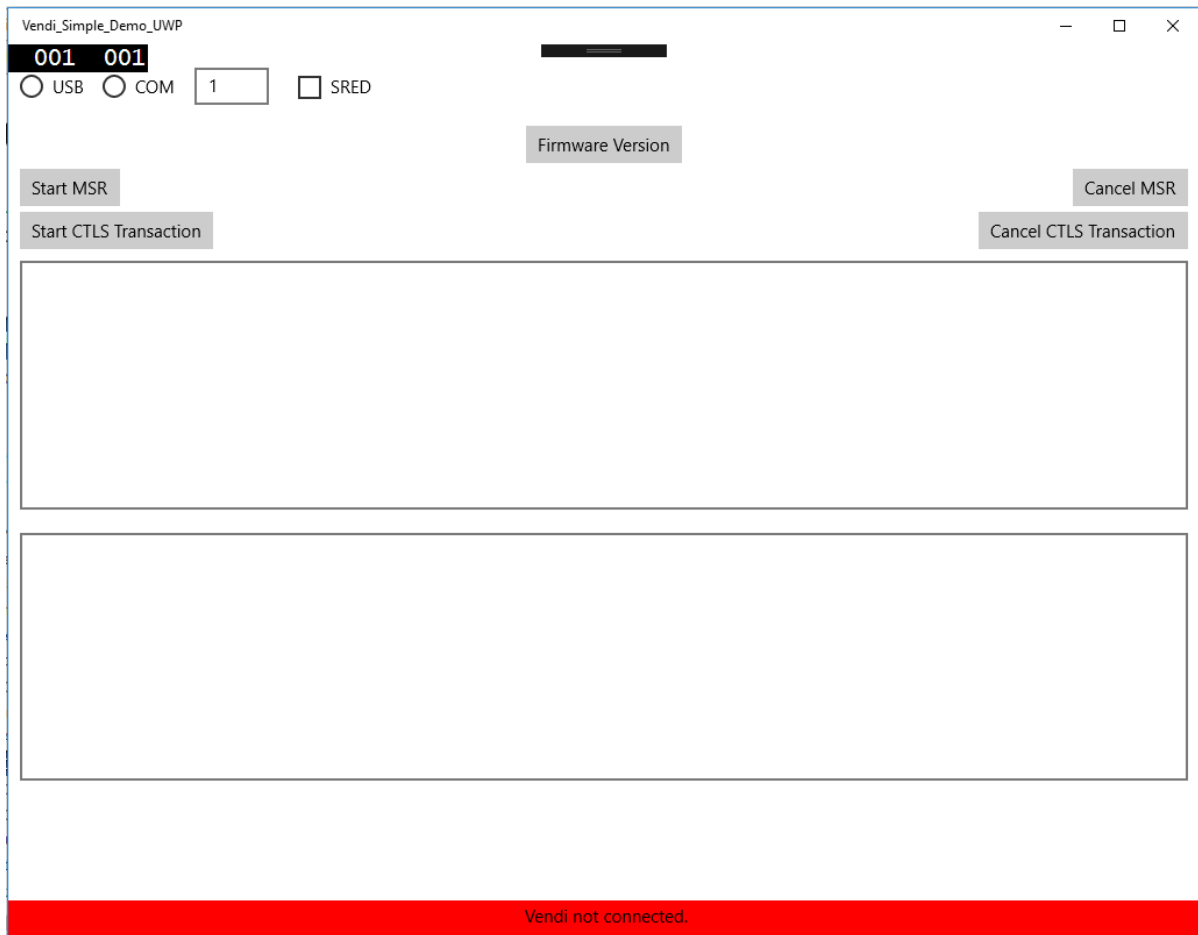 Vendi_Simple_Demo_UWP
001 001
USB COM 1 SRED
Firmware Version
Start MSR Cancel MSR
Start CTLS Transaction Cancel CTLS Transaction
Vendi not connected.